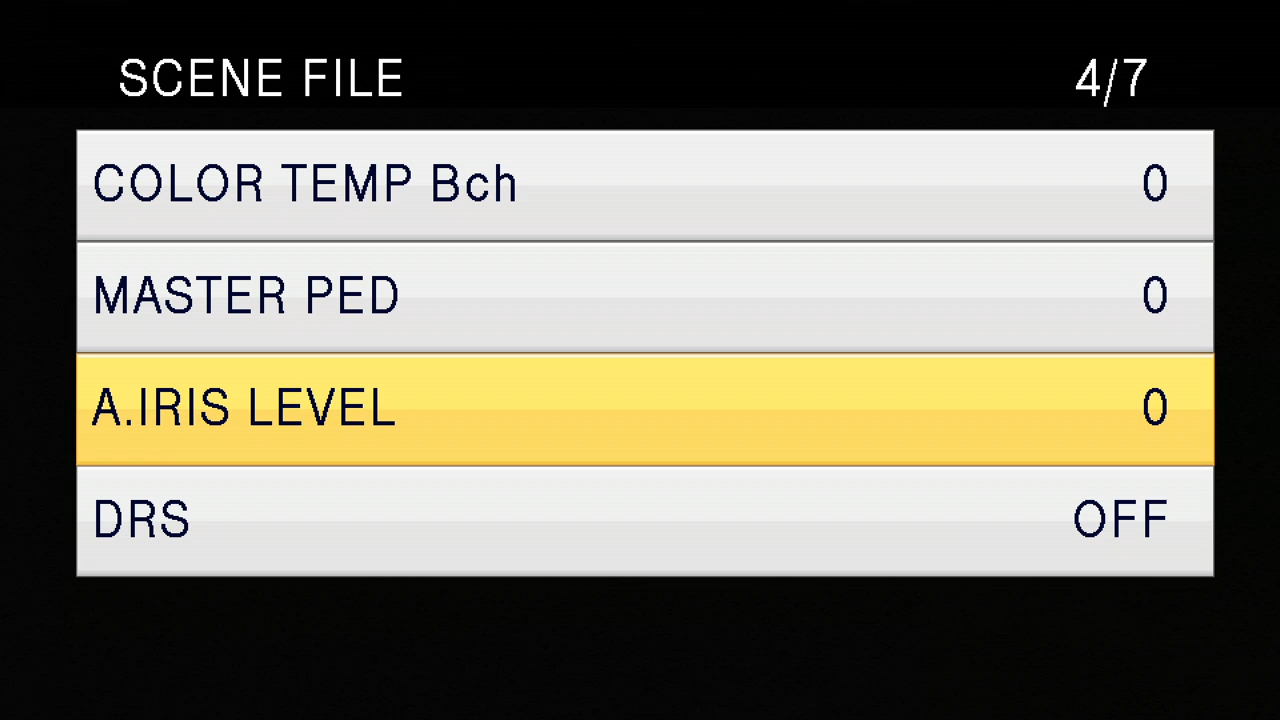 SCENE FILE 4/7
COLOR TEMP Bch 0
MASTER PED 0
A.IRIS LEVEL 0
DRS OFF